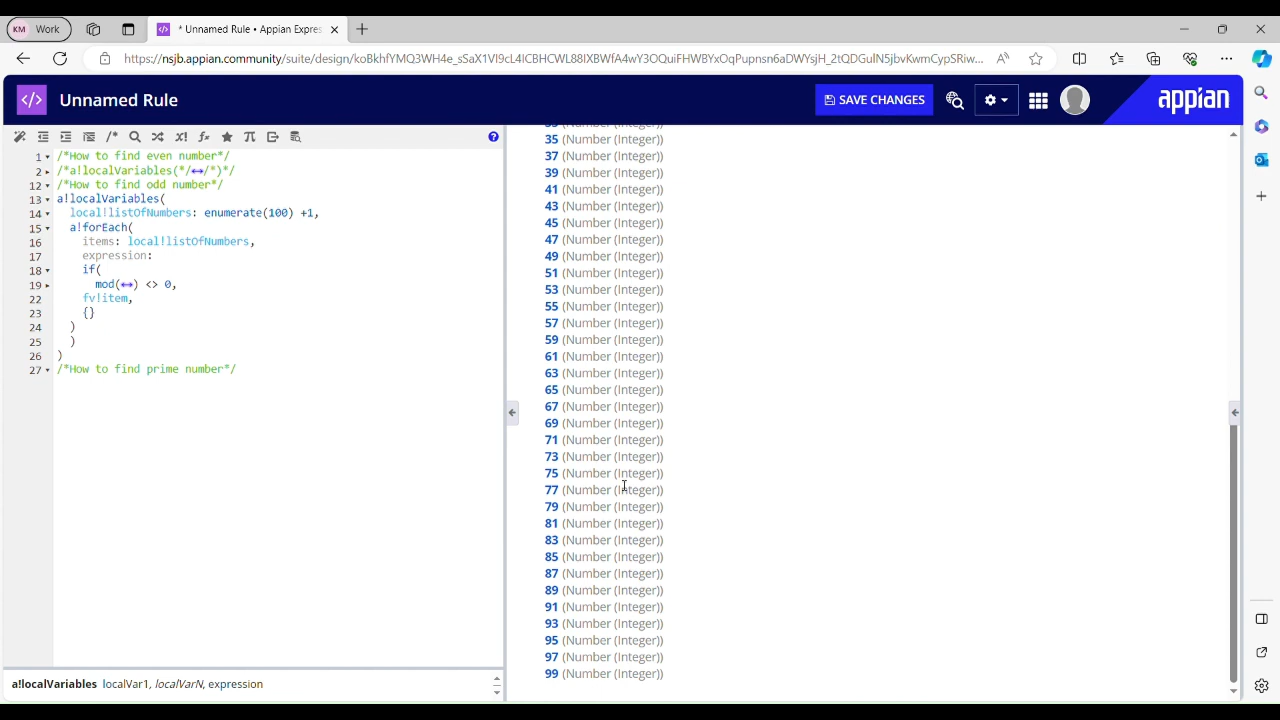 KM Work
* Unnamed Rule • Appian Expres
https://nsjb.appian.community/suite/design/
Unnamed Rule
SAVE CHANGES
appian
1 /*How to find even number*/
2 /*a!localVariables(*/↔/*)*/
12 /*How to find odd number*/
13 a!localVariables(
14 local!listOfNumbers: enumerate(100) +1,
15 a!forEach(
16 items: local!listOfNumbers,
17 expression:
18 if(
19 mod(↔) <> 0,
22 fv!item,
23 {}
24 )
25 )
26 )
27 /*How to find prime number*/
a!localVariables localVar1, localVarN, expression
35 (Number (Integer))
37 (Number (Integer))
39 (Number (Integer))
41 (Number (Integer))
43 (Number (Integer))
45 (Number (Integer))
47 (Number (Integer))
49 (Number (Integer))
51 (Number (Integer))
53 (Number (Integer))
55 (Number (Integer))
57 (Number (Integer))
59 (Number (Integer))
61 (Number (Integer))
63 (Number (Integer))
65 (Number (Integer))
67 (Number (Integer))
69 (Number (Integer))
71 (Number (Integer))
73 (Number (Integer))
75 (Number (Integer))
77 (Number (Integer))
79 (Number (Integer))
81 (Number (Integer))
83 (Number (Integer))
85 (Number (Integer))
87 (Number (Integer))
89 (Number (Integer))
91 (Number (Integer))
93 (Number (Integer))
95 (Number (Integer))
97 (Number (Integer))
99 (Number (Integer))